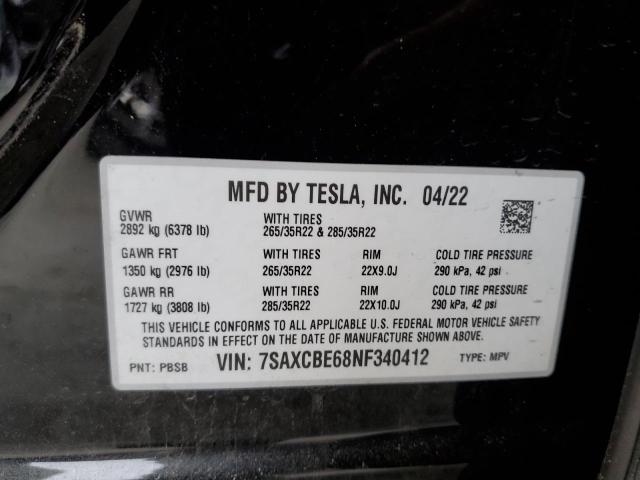 MFD BY TESLA, INC. 04/22
GVWR WITH TIRES
2892 kg (6378 lb) 265/35R22 & 285/35R22
GAWR FRT WITH TIRES RIM COLD TIRE PRESSURE
1350 kg (2976 lb) 265/35R22 22X9.0J 290 kPa, 42 psi
GAWR RR WITH TIRES RIM COLD TIRE PRESSURE
1727 kg (3808 lb) 285/35R22 22X10.0J 290 kPa, 42 psi
THIS VEHICLE CONFORMS TO ALL APPLICABLE U.S. FEDERAL MOTOR VEHICLE SAFETY
STANDARDS IN EFFECT ON THE DATE OF MANUFACTURE SHOWN ABOVE.
PNT: PBSB VIN: 7SAXCBE68NF340412 TYPE: MPV